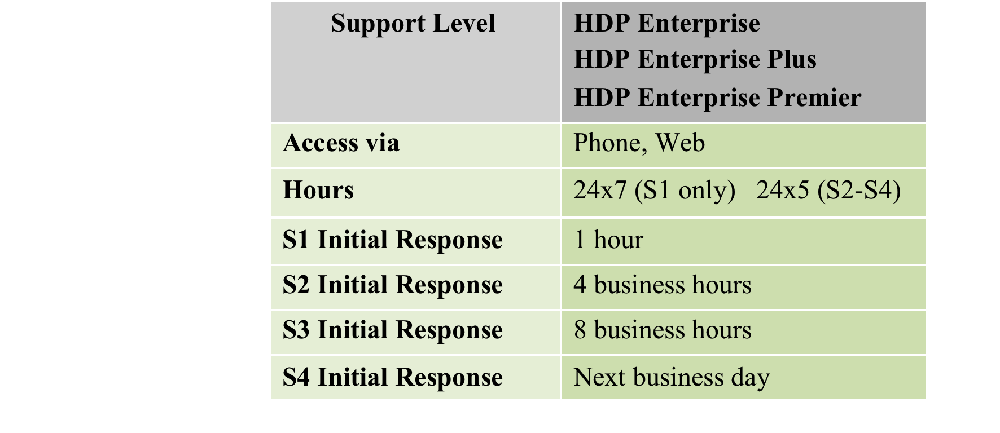 Support Level
HDP Enterprise
HDP Enterprise Plus
HDP Enterprise Premier
Access via
Phone, Web
Hours
24x7 (S1 only) 24x5 (S2-S4)
S1 Initial Response
1 hour
S2 Initial Response
4 business hours
S3 Initial Response
8 business hours
S4 Initial Response
Next business day